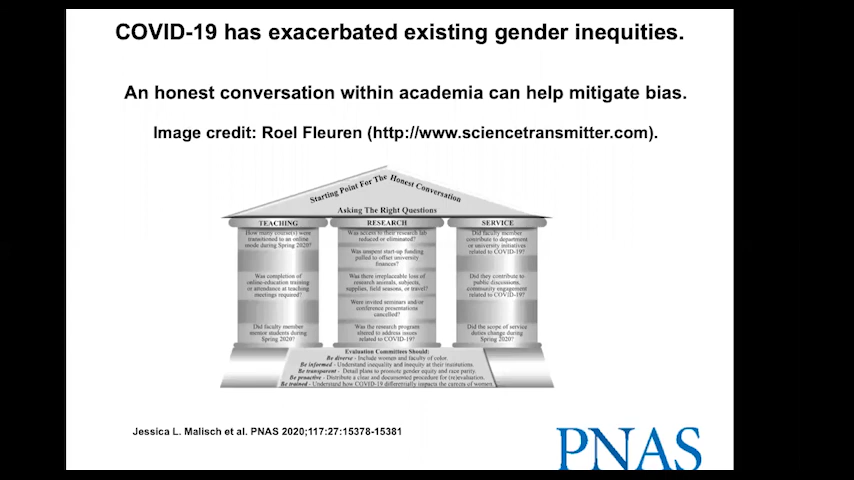 COVID-19 has exacerbated existing gender inequities.
An honest conversation within academia can help mitigate bias.
Image credit: Roel Fleuren (http://www.sciencetransmitter.com).
Starting Point For The Honest Conversation
Asking The Right Questions
TEACHING
How many course(s) were
transitioned to an online
mode during Spring 2020?
Was completion of
online-education training
or attendance at teaching
meetings required?
Did faculty member
mentor students during
Spring 2020?
RESEARCH
Was access to their research lab
reduced or eliminated?
Was unspent start-up funding
pulled to offset university
finances?
Was there irreplaceable loss of
research animals, subjects,
supplies, field seasons, or travel?
Were invited seminars and/or
conference presentations
cancelled?
Was the research program
altered to address issues
related to COVID-19?
SERVICE
Did faculty member
contribute to department
or university initiatives
related to COVID-19?
Did they contribute to
public discussions,
community engagement
related to COVID-19?
Did the scope of service
duties change during
Spring 2020?
Evaluation Committees Should:
Be diverse - Include women and faculty of color.
Be informed - Understand inequality and inequity at their institutions.
Be transparent - Detail plans to promote gender equity and race parity.
Be proactive - Distribute a clear and documented procedure for (re)evaluation.
Be trained - Understand how COVID-19 differentially impacts the careers of women.
Jessica L. Malisch et al. PNAS 2020;117:27:15378-15381
PNAS